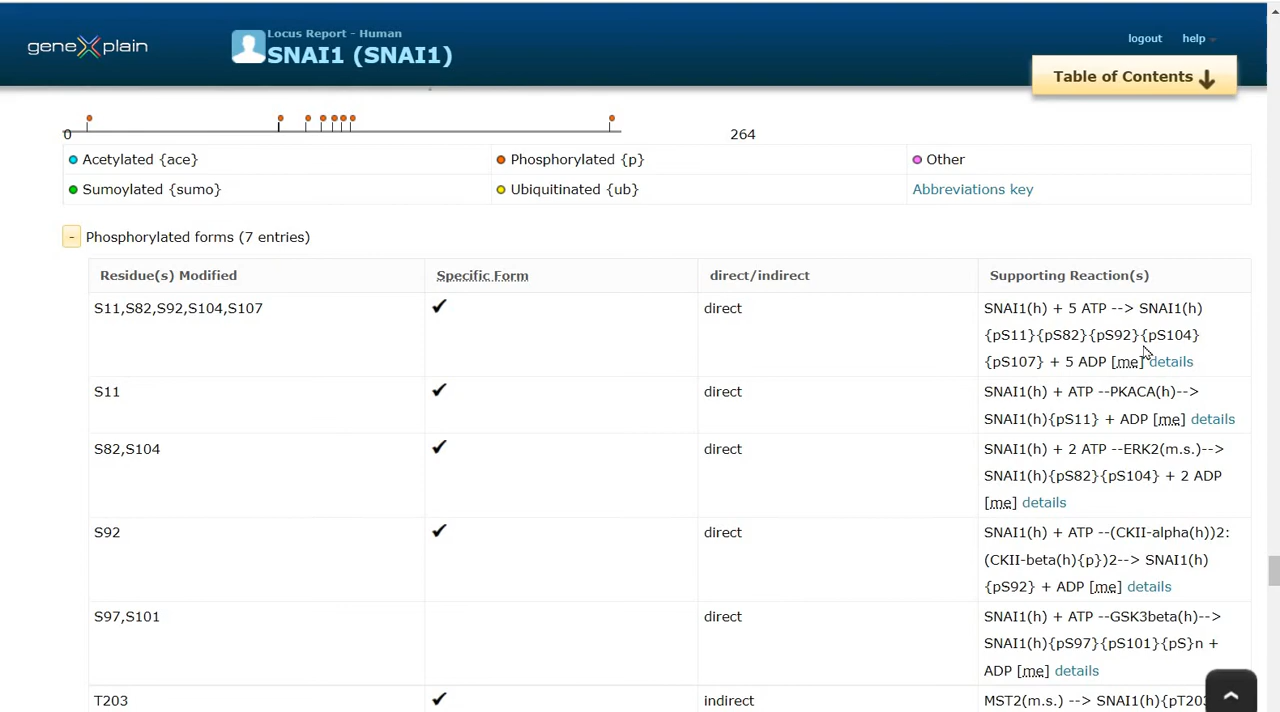 geneXplain
Locus Report - Human
SNAI1 (SNAI1)
logout help
Table of Contents
0 264
Acetylated {ace} Phosphorylated {p} Other
Sumoylated {sumo} Ubiquitinated {ub} Abbreviations key
- Phosphorylated forms (7 entries)
Residue(s) Modified Specific Form direct/indirect Supporting Reaction(s)
S11,S82,S92,S104,S107 ✔ direct SNAI1(h) + 5 ATP --> SNAI1(h)
{pS11}{pS82}{pS92}{pS104}
{pS107} + 5 ADP [me] details
S11 ✔ direct SNAI1(h) + ATP --PKACA(h)-->
SNAI1(h){pS11} + ADP [me] details
S82,S104 ✔ direct SNAI1(h) + 2 ATP --ERK2(m.s.)-->
SNAI1(h){pS82}{pS104} + 2 ADP
[me] details
S92 ✔ direct SNAI1(h) + ATP --(CKII-alpha(h))2:
(CKII-beta(h){p})2--> SNAI1(h)
{pS92} + ADP [me] details
S97,S101 direct SNAI1(h) + ATP --GSK3beta(h)-->
SNAI1(h){pS97}{pS101}{pS}n +
ADP [me] details
T203 ✔ indirect MST2(m.s.) --> SNAI1(h){pT203